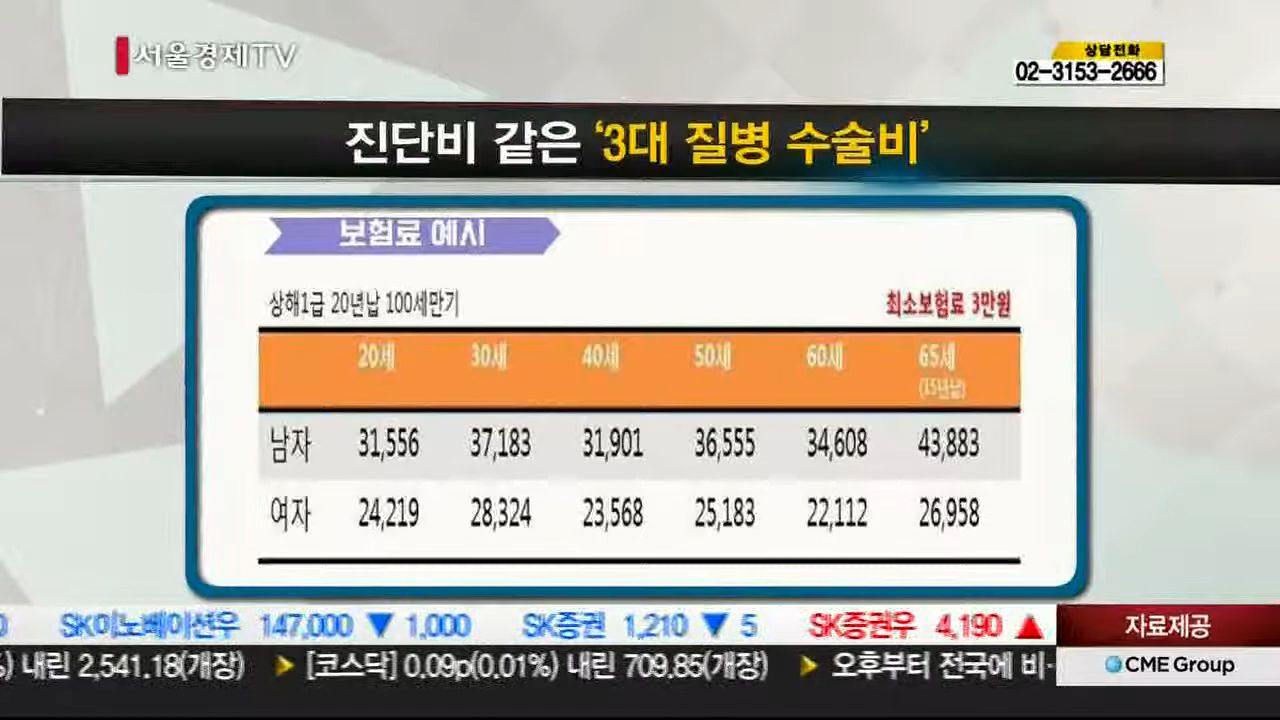 서울경제TV
상담전화
02-3153-2666
진단비 같은 ‘3대 질병 수술비’
보험료 예시
상해1급 20년납 100세만기 최소보험료 3만원
20세 30세 40세 50세 60세 65세
(15년납)
남자 31,556 37,183 31,901 36,555 34,608 43,883
여자 24,219 28,324 23,568 25,183 22,112 26,958
0 SK이노베이션우 147,000 ▼ 1,000 SK증권 1,210 ▼ 5 SK증권우 4,190 ▲
자료제공
%) 내린 2,541.18(개장) ▶ [코스닥] 0.09p(0.01%) 내린 709.85(개장) ▶ 오후부터 전국에 비·
CME Group